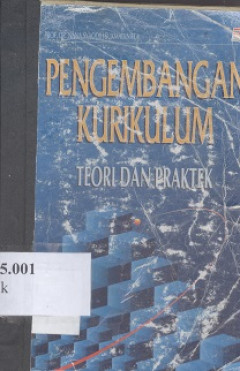 PENGEMBANGAN
KURIKULUM
TEORI DAN PRAKTEK
5.001
k